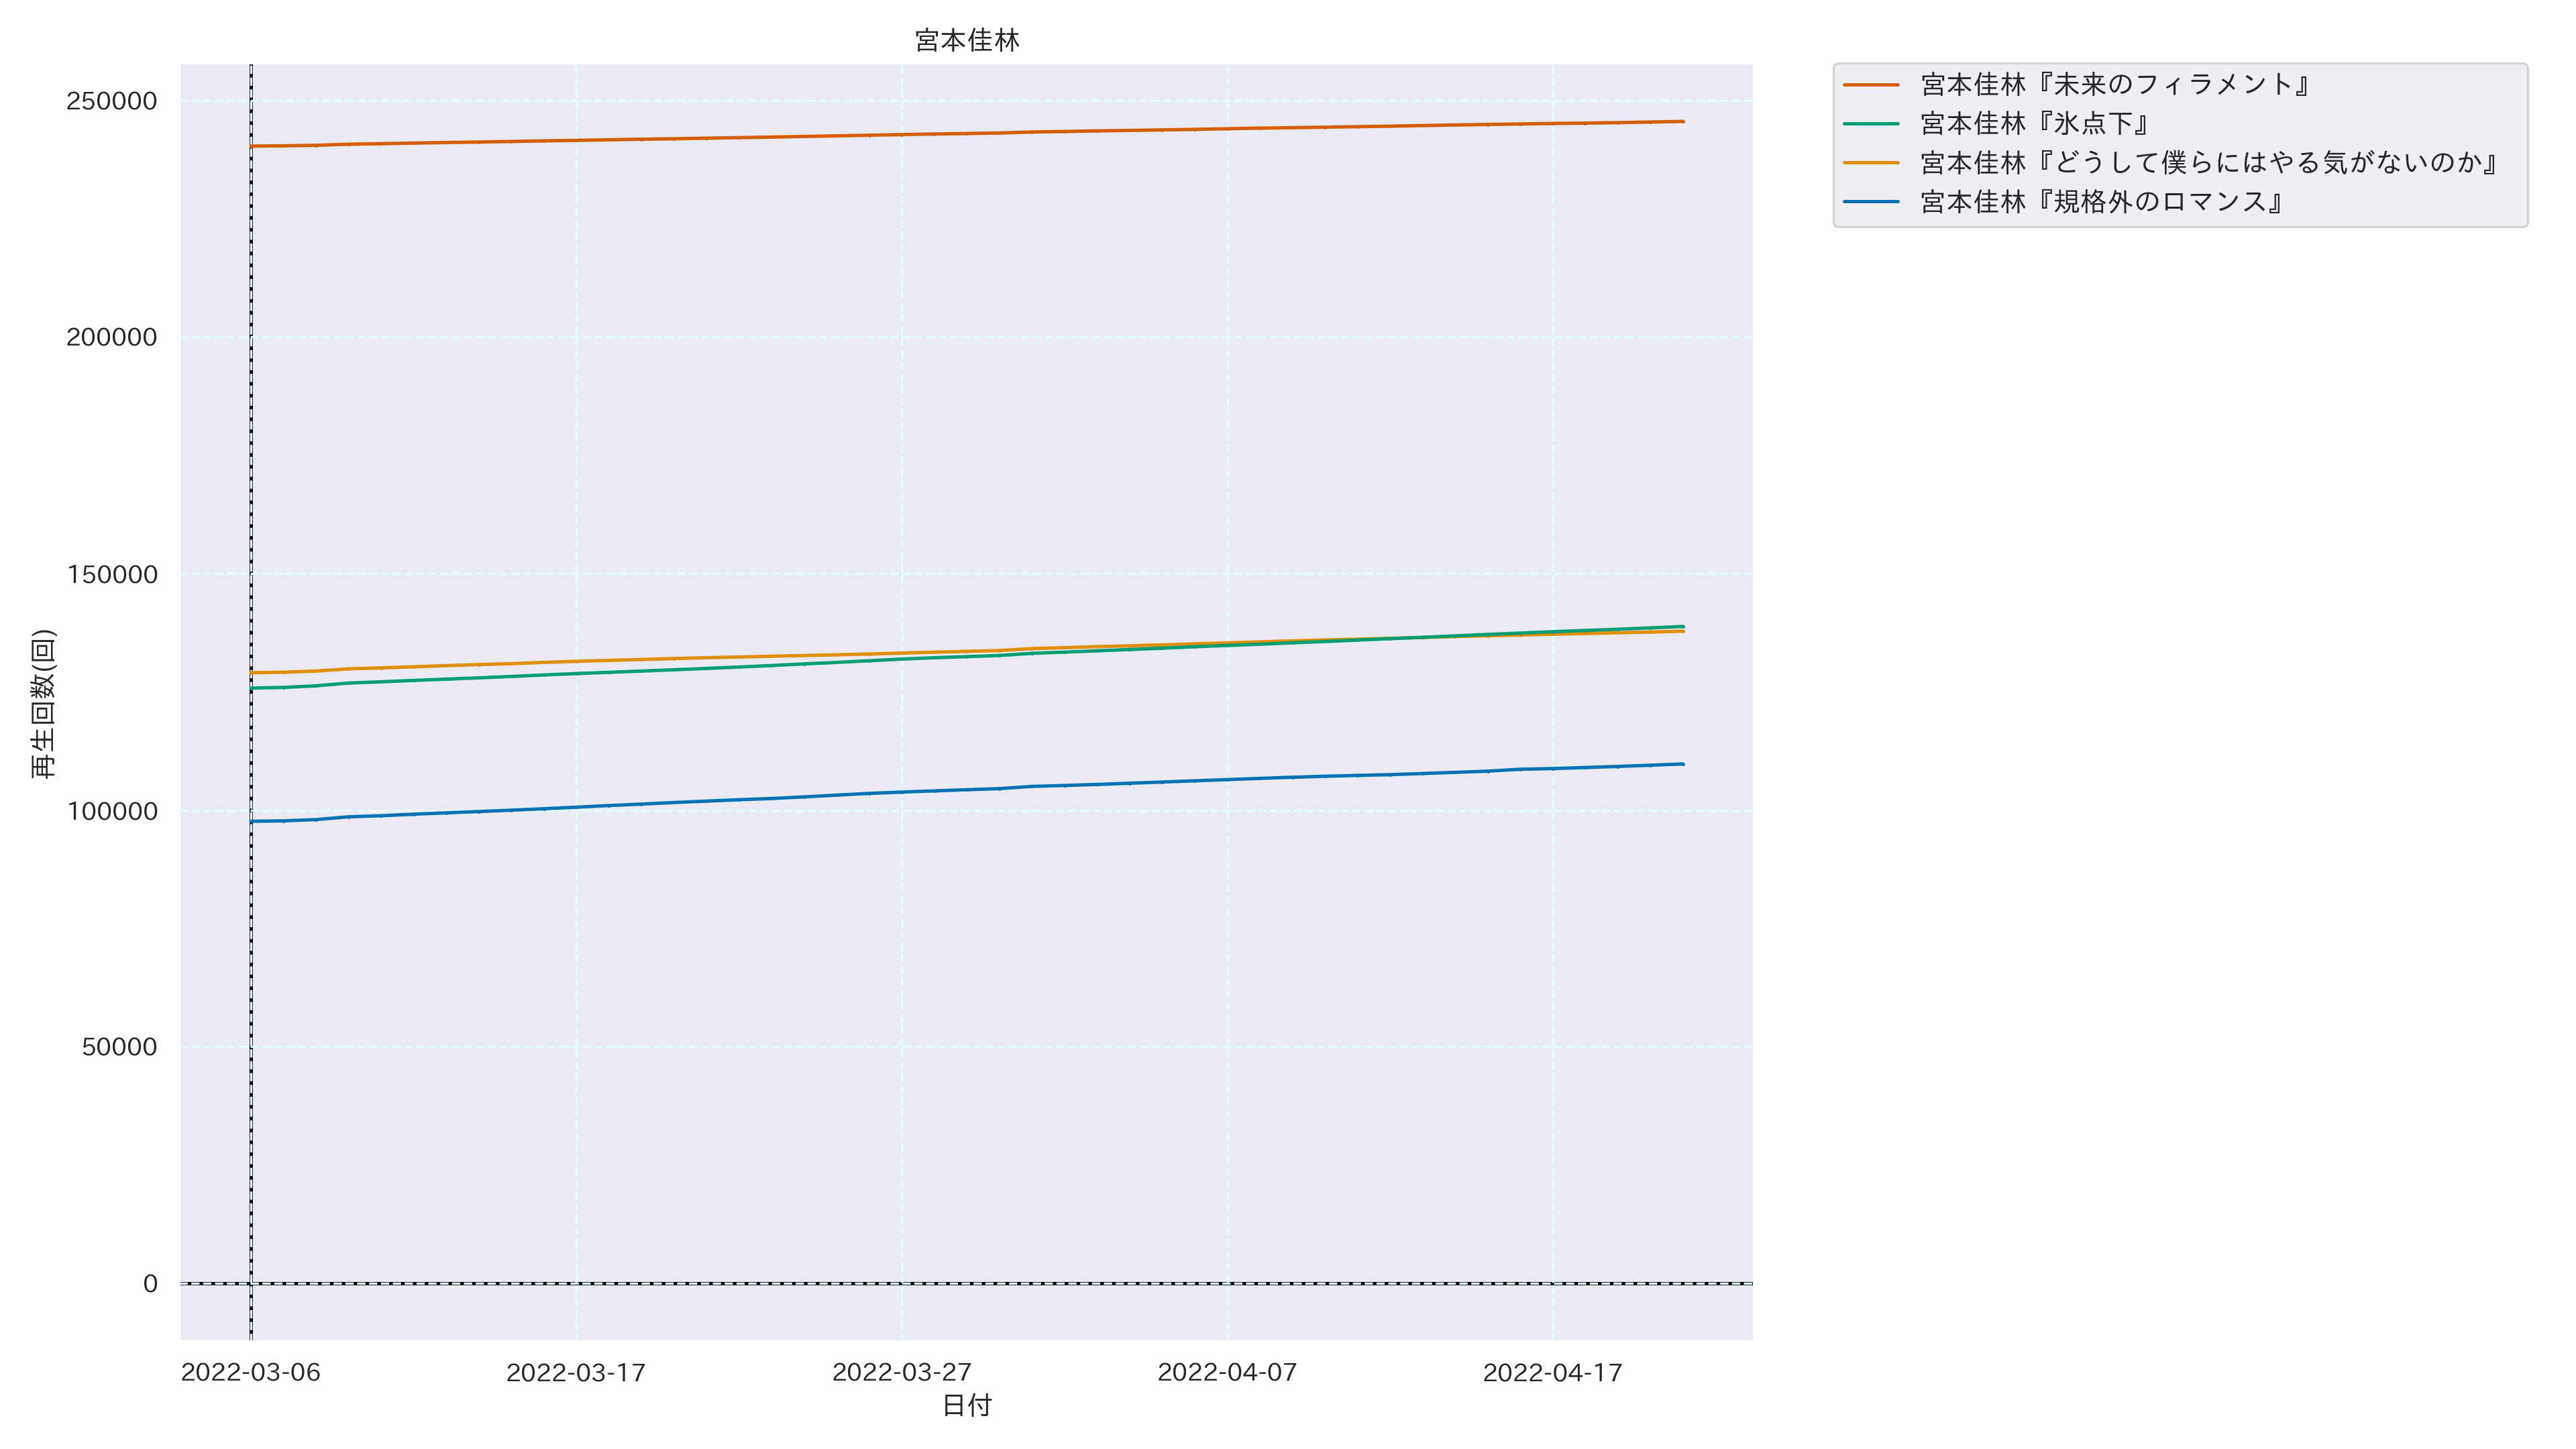 宮本佳林
250000
200000
150000
100000
50000
0
再生回数(回)
2022-03-06
2022-03-17
2022-03-27
2022-04-07
2022-04-17
日付
宮本佳林『未来のフィラメント』
宮本佳林『氷点下』
宮本佳林『どうして僕らにはやる気がないのか』
宮本佳林『規格外のロマンス』